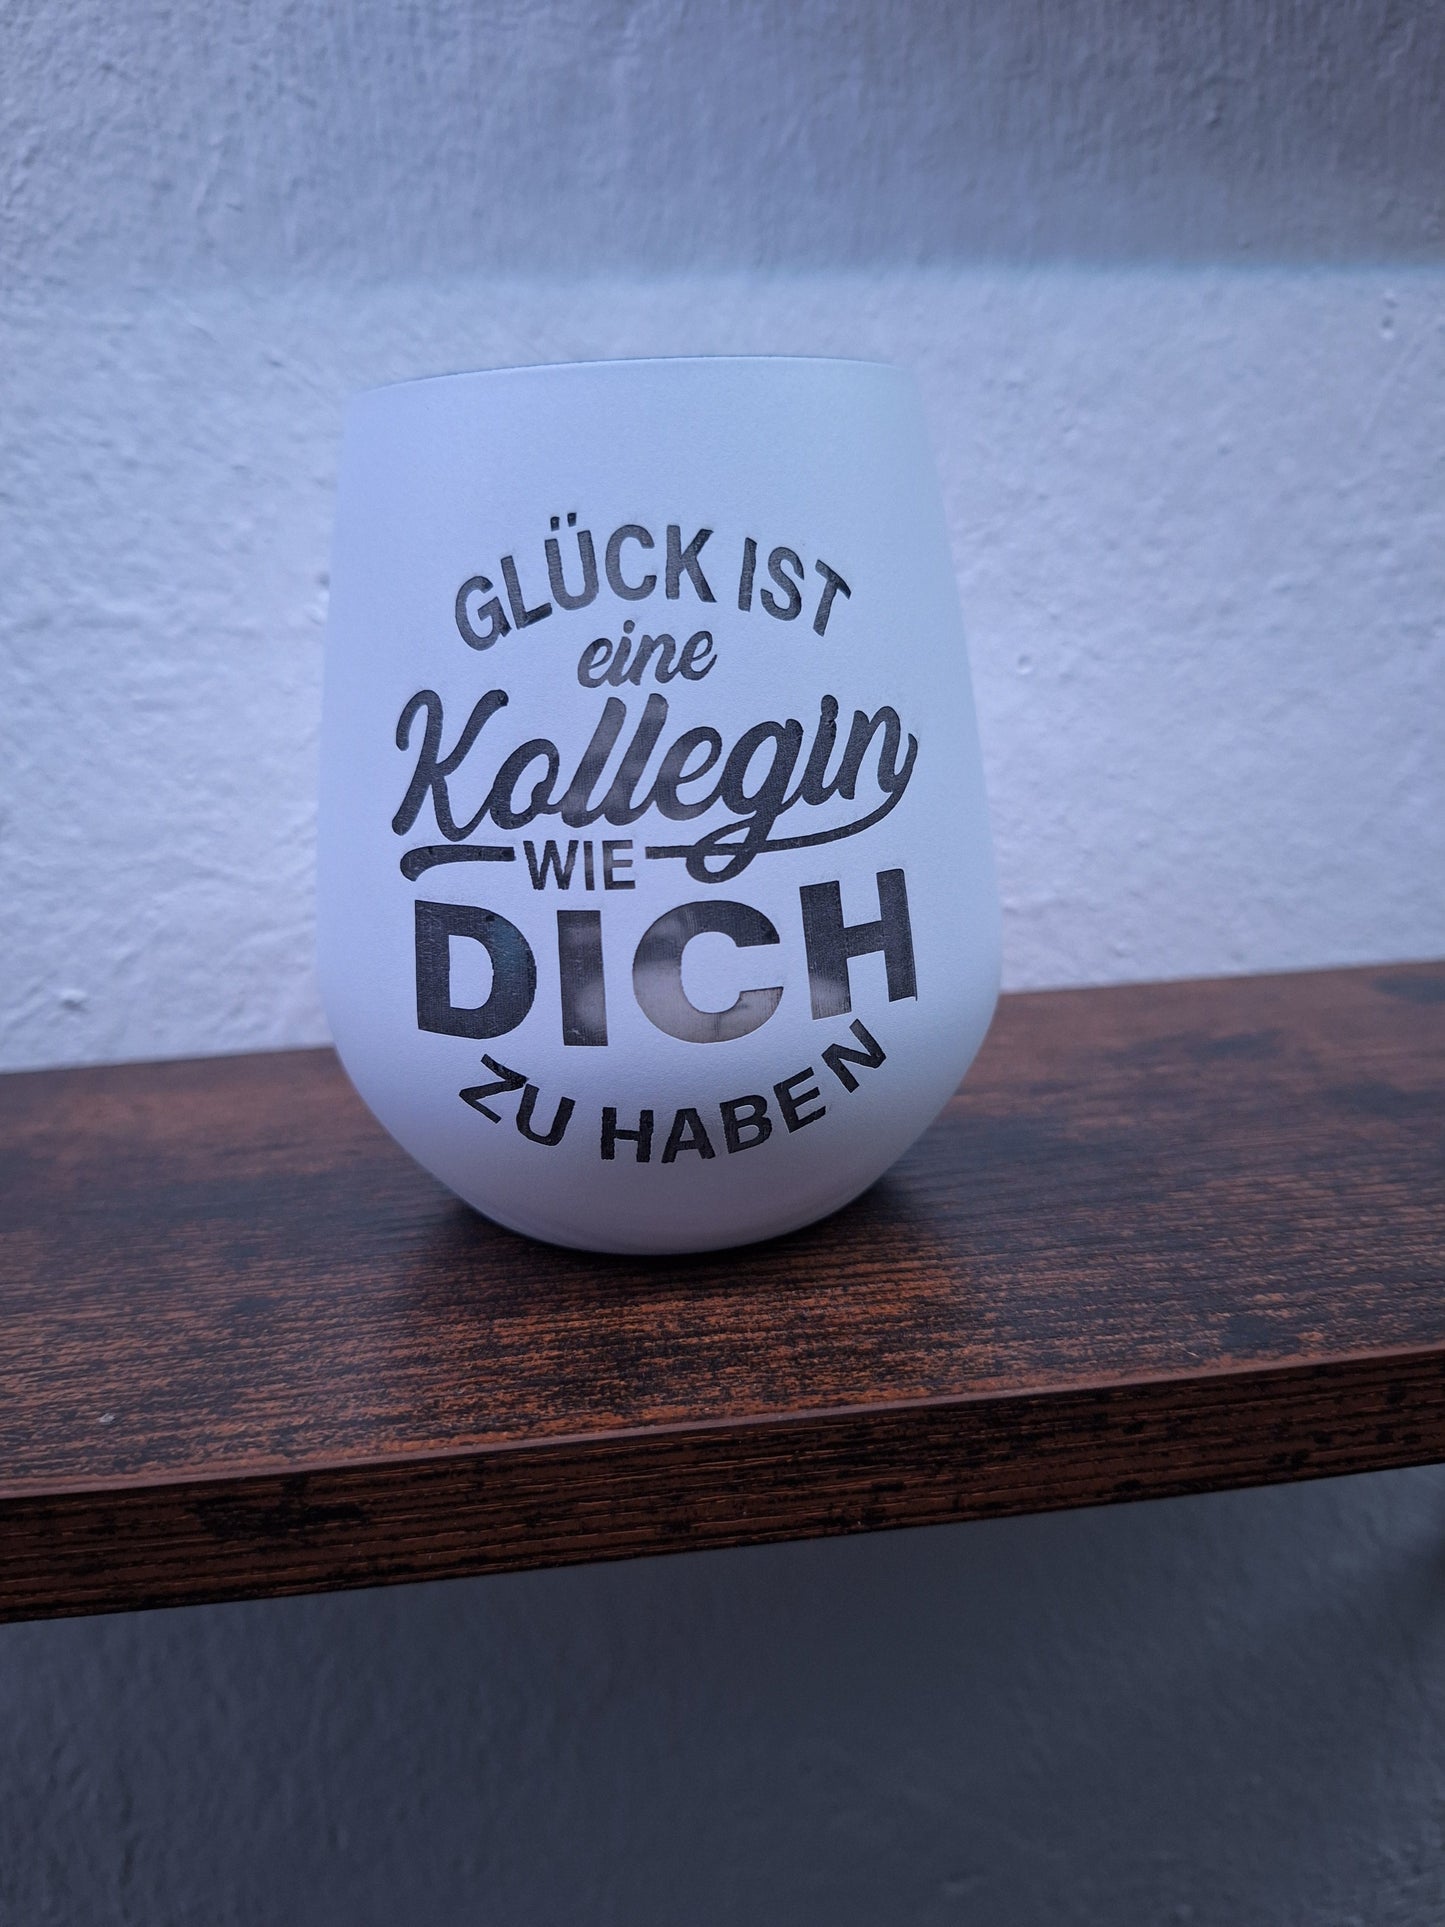 GLÜCK IST
eine
Kollegin
WIE
DICH
ZU HABEN